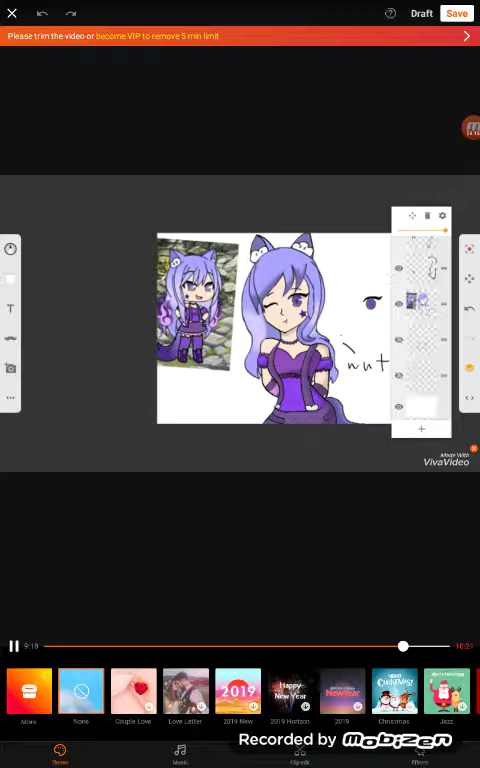 Draft
Save
Please trim the video or become VIP to remove 5 min limit
T
nut
Made With
VivaVideo
9:18
10:21
2019
Happy
New Year
NewYear
MERRY
CHRISTMAS
More
None
Couple Love
Love Letter
2019 New
2019 Horizon
2019
Christmas
Jazz
Recorded by mobizen
Theme
Music
Clip edit
Effects